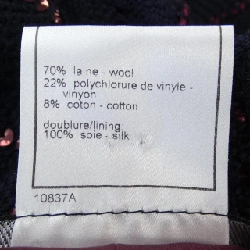 70% laine - wool
22% polychlorure de vinyle -
vinyon
8% coton - cotton
doublure/lining:
100% soie - silk
10837A